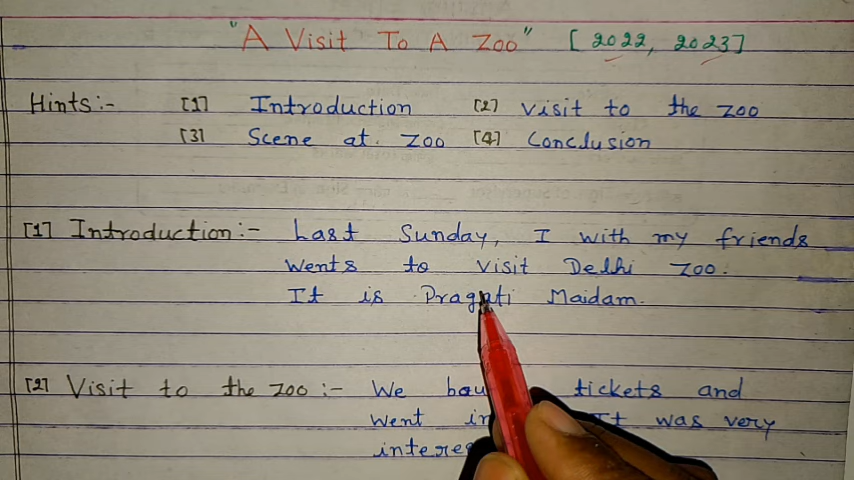 "A Visit To A Zoo" [2022, 2023]
Hints:- [1] Introduction [2] Visit to the zoo
[3] Scene at zoo [4] Conclusion
[1] Introduction:- Last Sunday, I with my friends
wents to visit Delhi zoo.
It is Pragati Maidam.
[2] Visit to the zoo:- We tickets and
went It was very